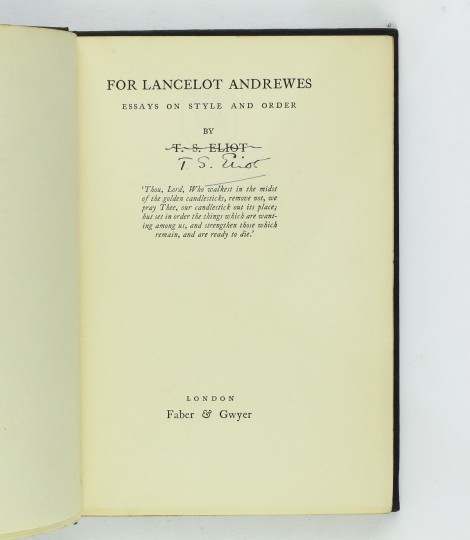 FOR LANCELOT ANDREWES
ESSAYS ON STYLE AND ORDER
BY
T. S. ELIOT
T. S. Eliot
'Thou, Lord, Who walkest in the midst
of the golden candlesticks, remove not, we
pray Thee, our candlestick out its place;
but set in order the things which are want-
ing among us, and strengthen those which
remain, and are ready to die.'
LONDON
Faber & Gwyer